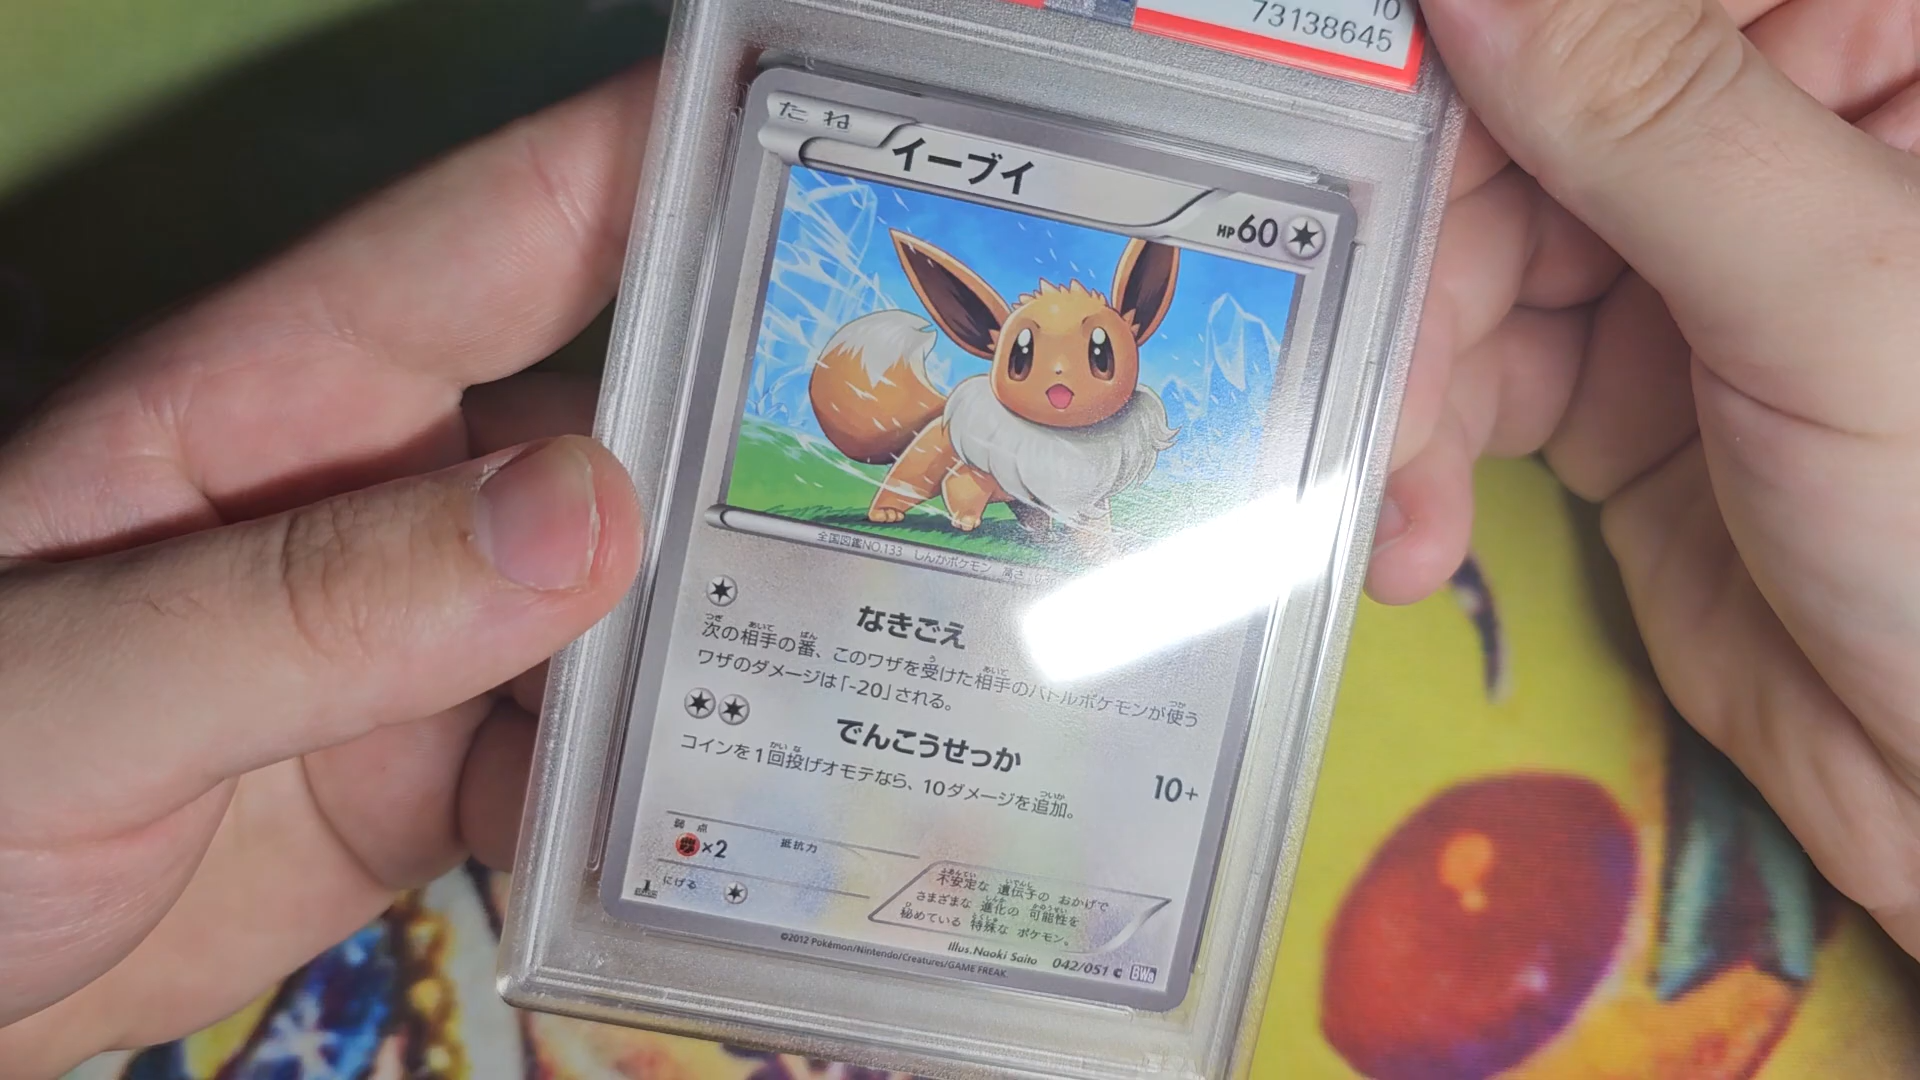 10
73138645
たね
イーブイ
HP60
全国図鑑NO.133 しんかポケモン 高さ
なきごえ
次の相手の番、このワザを受けた相手のバトルポケモンが使う
ワザのダメージは「-20」される。
でんこうせっか
10+
コインを1回投げオモテなら、10ダメージを追加。
弱点
×2
抵抗力
にげる
不安定な 遺伝子の おかげで
さまざまな 進化の 可能性を
秘めている 特殊な ポケモン。
Illus.Naoki Saito 042/051 C
©2012 Pokémon/Nintendo/Creatures/GAME FREAK.